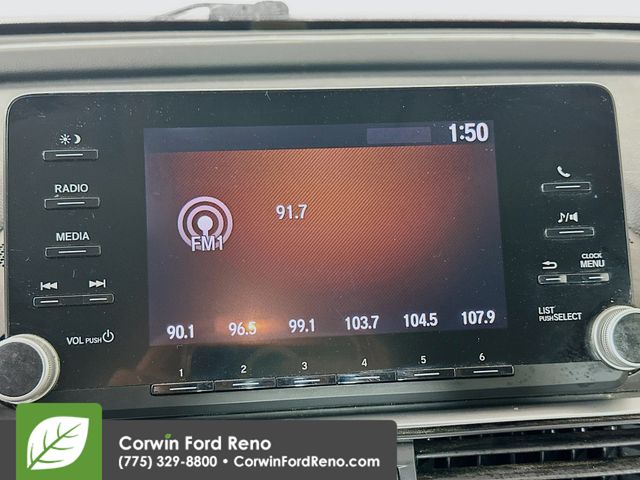 1:50
RADIO
91.7
FM1
MEDIA
CLOCK
MENU
VOL PUSH
LIST
PUSH SELECT
90.1 96.5 99.1 103.7 104.5 107.9
1 2 3 4 5 6
Corwin Ford Reno
(775) 329-8800 • CorwinFordReno.com